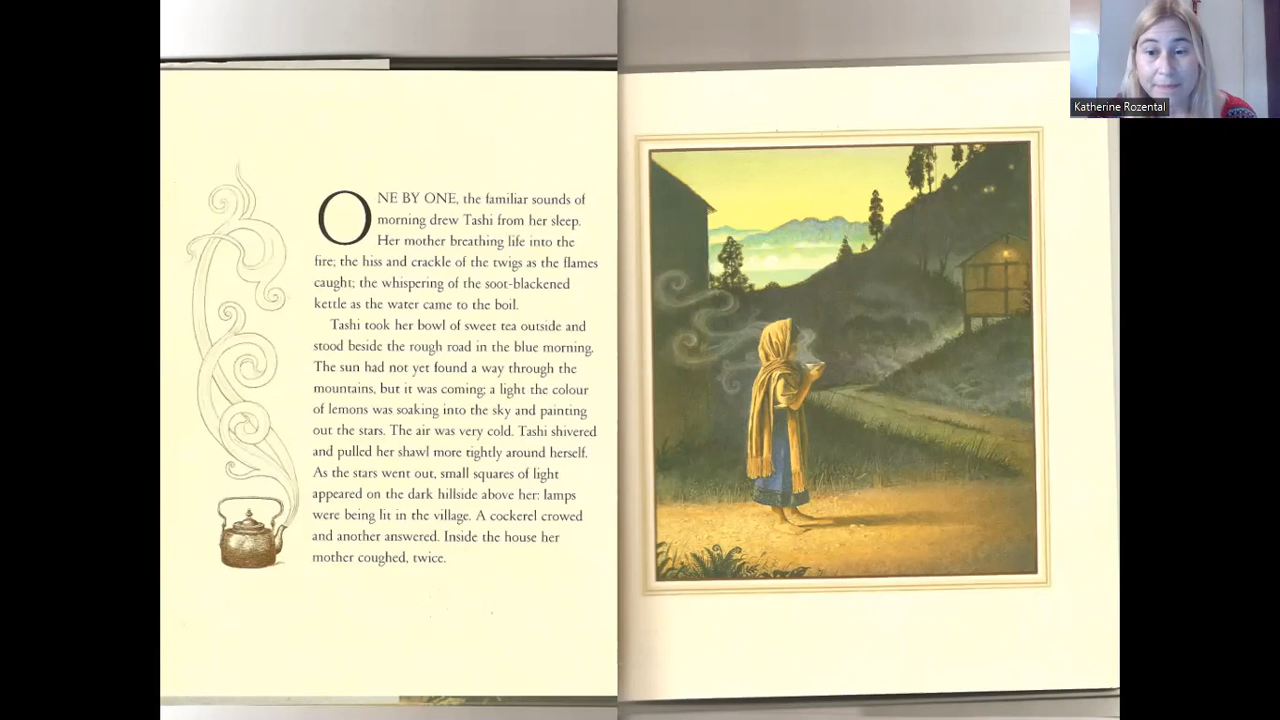 ONE BY ONE, the familiar sounds of
morning drew Tashi from her sleep.
Her mother breathing life into the
fire; the hiss and crackle of the twigs as the flames
caught; the whispering of the soot-blackened
kettle as the water came to the boil.
Tashi took her bowl of sweet tea outside and
stood beside the rough road in the blue morning.
The sun had not yet found a way through the
mountains, but it was coming; a light the colour
of lemons was soaking into the sky and painting
out the stars. The air was very cold. Tashi shivered
and pulled her shawl more tightly around herself.
As the stars went out, small squares of light
appeared on the dark hillside above her: lamps
were being lit in the village. A cockerel crowed
and another answered. Inside the house her
mother coughed, twice.
Katherine Rozental